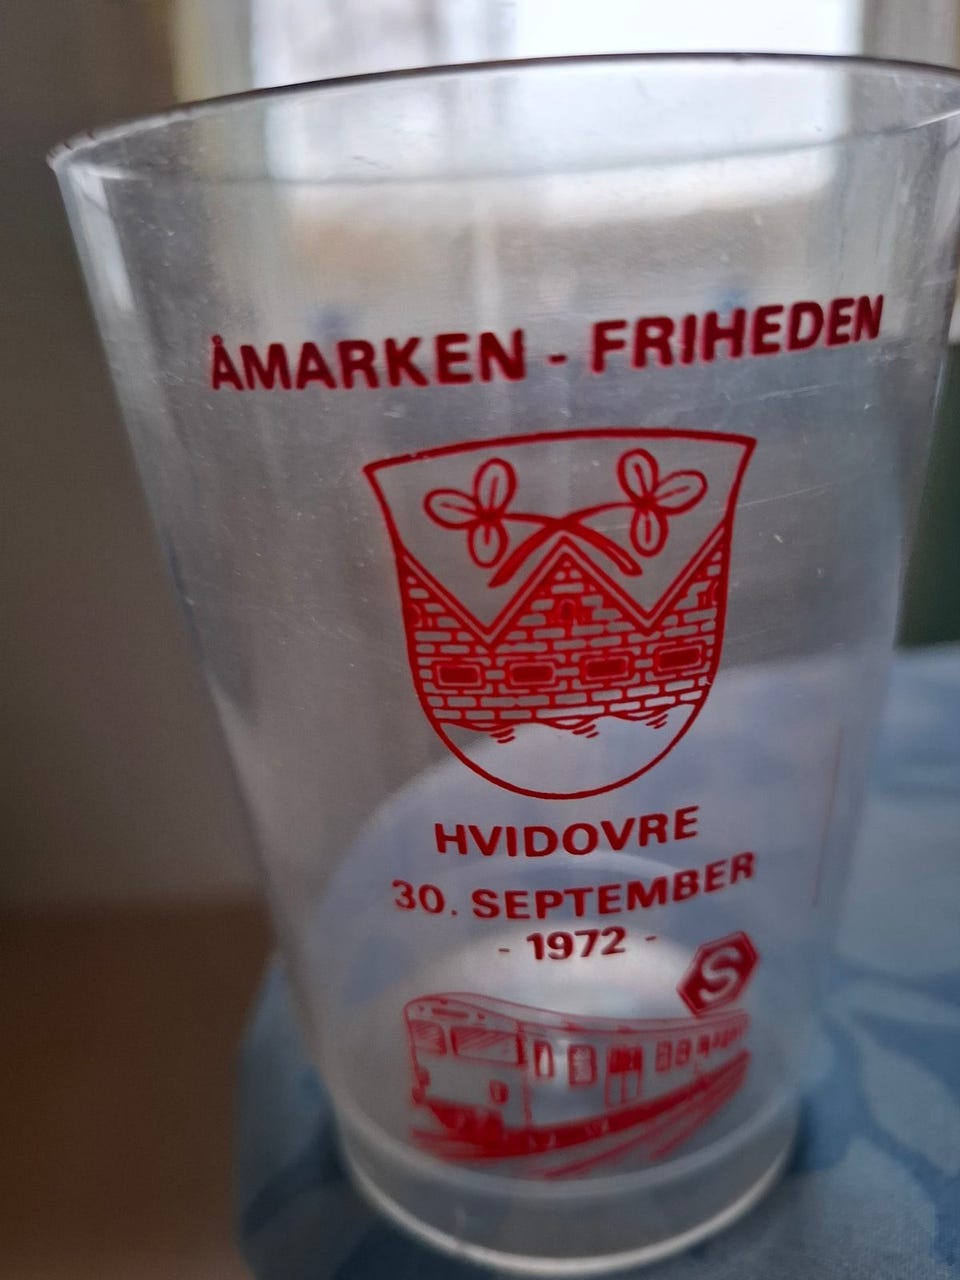 ÅMARKEN - FRIHEDEN
HVIDOVRE
30. SEPTEMBER
- 1972 -
S